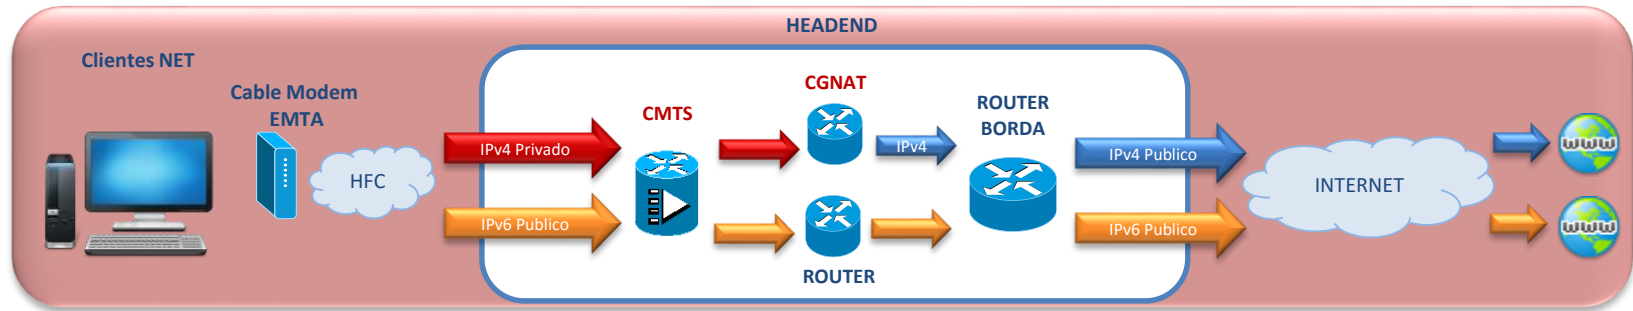 HEADEND
Clientes NET
Cable Modem
EMTA
HFC
IPv4 Privado
IPv6 Publico
CMTS
CGNAT
IPv4
ROUTER
ROUTER
BORDA
IPv4 Publico
IPv6 Publico
INTERNET
www
www